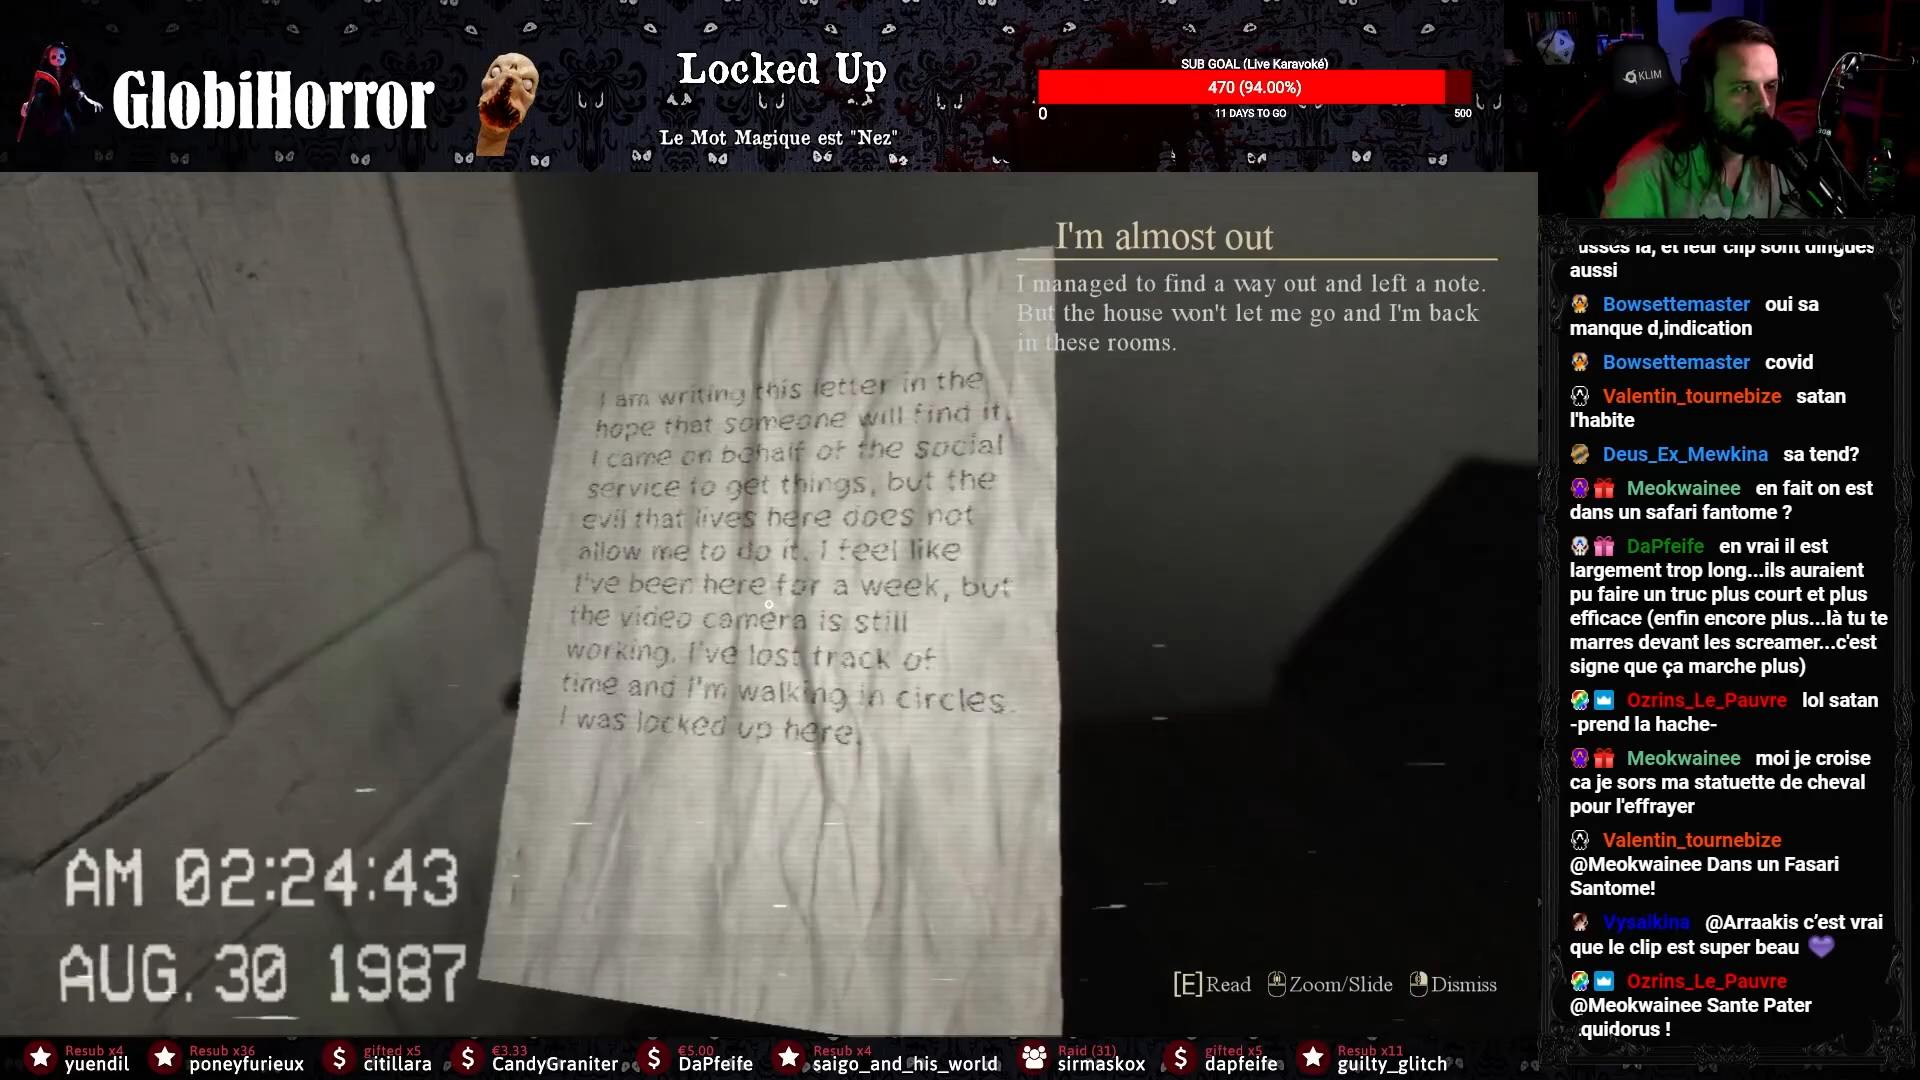 GlobiHorror
Locked Up
Le Mot Magique est "Nez"
SUB GOAL (Live Karayoké)
470 (94.00%)
0
11 DAYS TO GO
500
KLIM
I'm almost out
I managed to find a way out and left a note.
But the house won't let me go and I'm back
in these rooms.
I am writing this letter in the
hope that someone will find it.
I came on behalf of the social
service to get things, but the
evil that lives here does not
allow me to do it. I feel like
I've been here for a week, but
the video camera is still
working. I've lost track of
time and I'm walking in circles.
I was locked up here.
AM 02:24:43
AUG. 30 1987
[E]Read Zoom/Slide Dismiss
là, et leur clip sont dingues
aussi
Bowsettemaster oui sa
manque d,indication
Bowsettemaster covid
Valentin_tournebize satan
l'habite
Deus_Ex_Mewkina sa tend?
Meokwainee en fait on est
dans un safari fantome ?
DaPfeife en vrai il est
largement trop long...ils auraient
pu faire un truc plus court et plus
efficace (enfin encore plus...là tu te
marres devant les screamer...c'est
signe que ça marche plus)
Ozrins_Le_Pauvre lol satan
-prend la hache-
Meokwainee moi je croise
ca je sors ma statuette de cheval
pour l'effrayer
Valentin_tournebize
@Meokwainee Dans un Fasari
Santome!
Vysaikina @Arraakis c'est vrai
que le clip est super beau
Ozrins_Le_Pauvre
@Meokwainee Sante Pater
.quidorus !
Resub x4
yuendil
Resub x36
poneyfurieux
gifted x5
citillara
€3.33
CandyGraniter
€5.00
DaPfeife
Resub x4
saigo_and_his_world
Raid (31)
sirmaskox
gifted x5
dapfeife
Resub x11
guilty_glitch